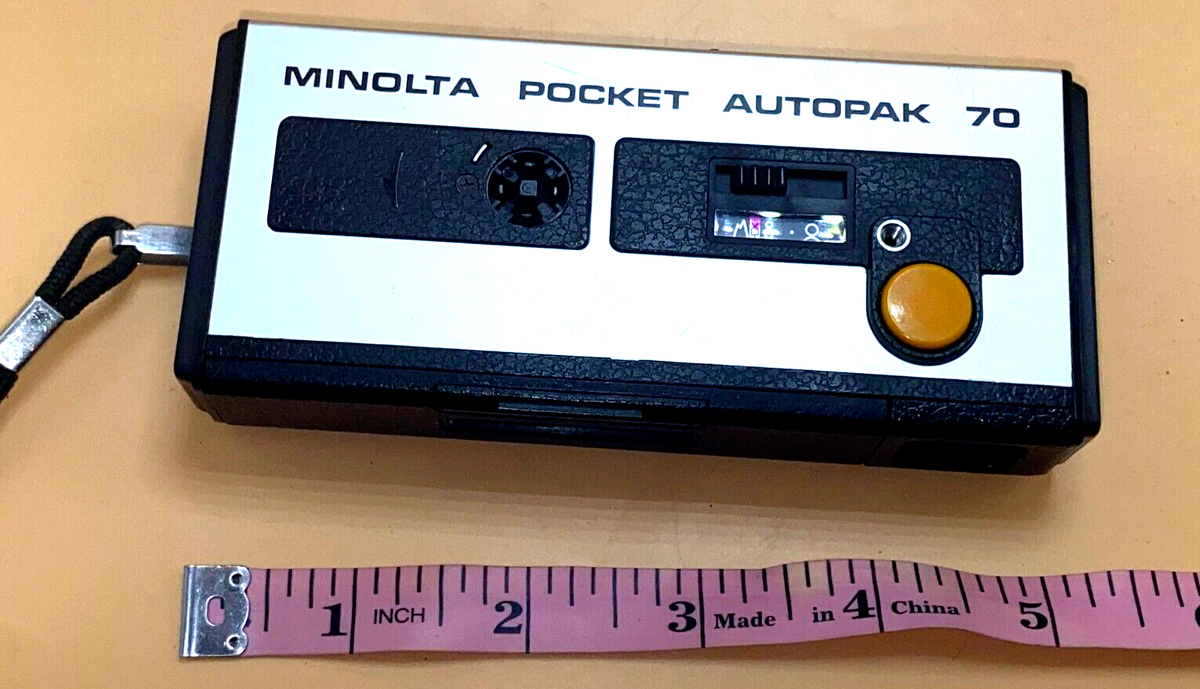 MINOLTA POCKET AUTOPAK 70
1 INCH 2 3 Made in 4 China 5